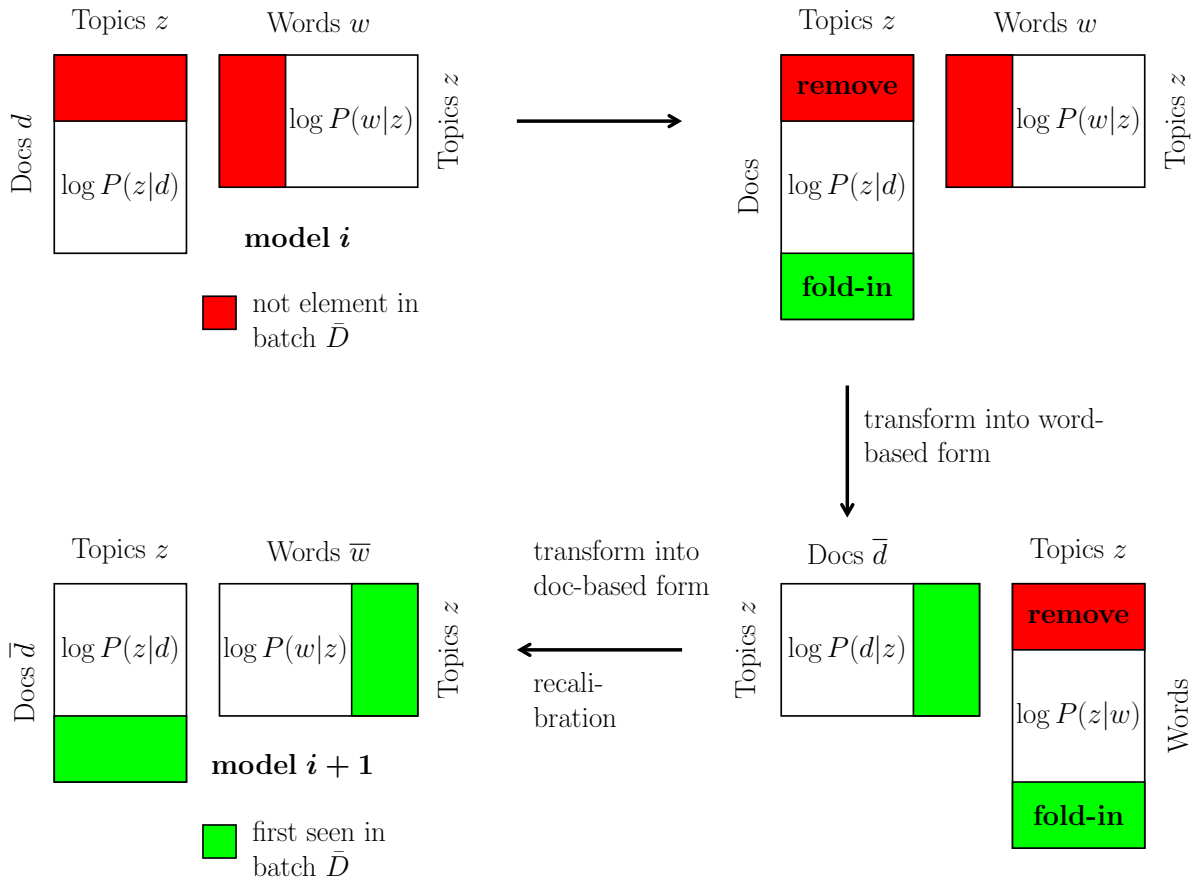 Topics z
Words w
Docs d
log P(z|d)
log P(w|z)
Topics z
model i
not element in
batch D̄
Topics z
Words w
Docs
remove
log P(z|d)
fold-in
log P(w|z)
Topics z
transform into word-
based form
Docs d̅
Topics z
Topics z
log P(d|z)
remove
log P(z|w)
fold-in
Words
transform into
doc-based form
recali-
bration
Topics z
Words w̅
Docs d̅
log P(z|d)
log P(w|z)
Topics z
model i + 1
first seen in
batch D̄